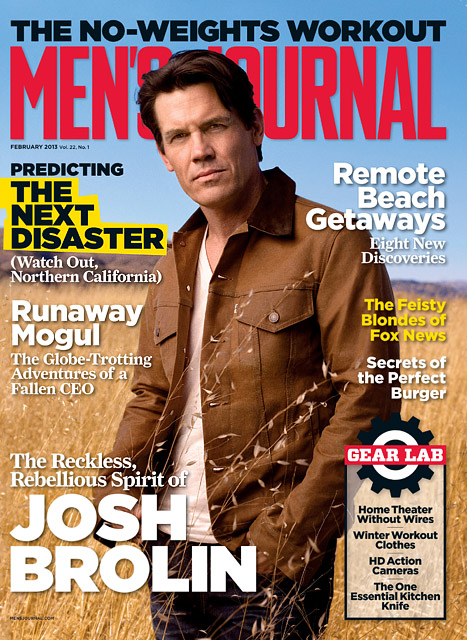 THE NO-WEIGHTS WORKOUT
MEN'S JOURNAL
FEBRUARY 2013 Vol. 22, No. 1
PREDICTING
THE
NEXT
DISASTER
(Watch Out,
Northern California)
Runaway
Mogul
The Globe-Trotting
Adventures of a
Fallen CEO
Remote
Beach
Getaways
Eight New
Discoveries
The Feisty
Blondes of
Fox News
Secrets of
the Perfect
Burger
The Reckless,
Rebellious Spirit of
JOSH
BROLIN
GEAR LAB
Home Theater
Without Wires
Winter Workout
Clothes
HD Action
Cameras
The One
Essential Kitchen
Knife
MENSJOURNAL.COM